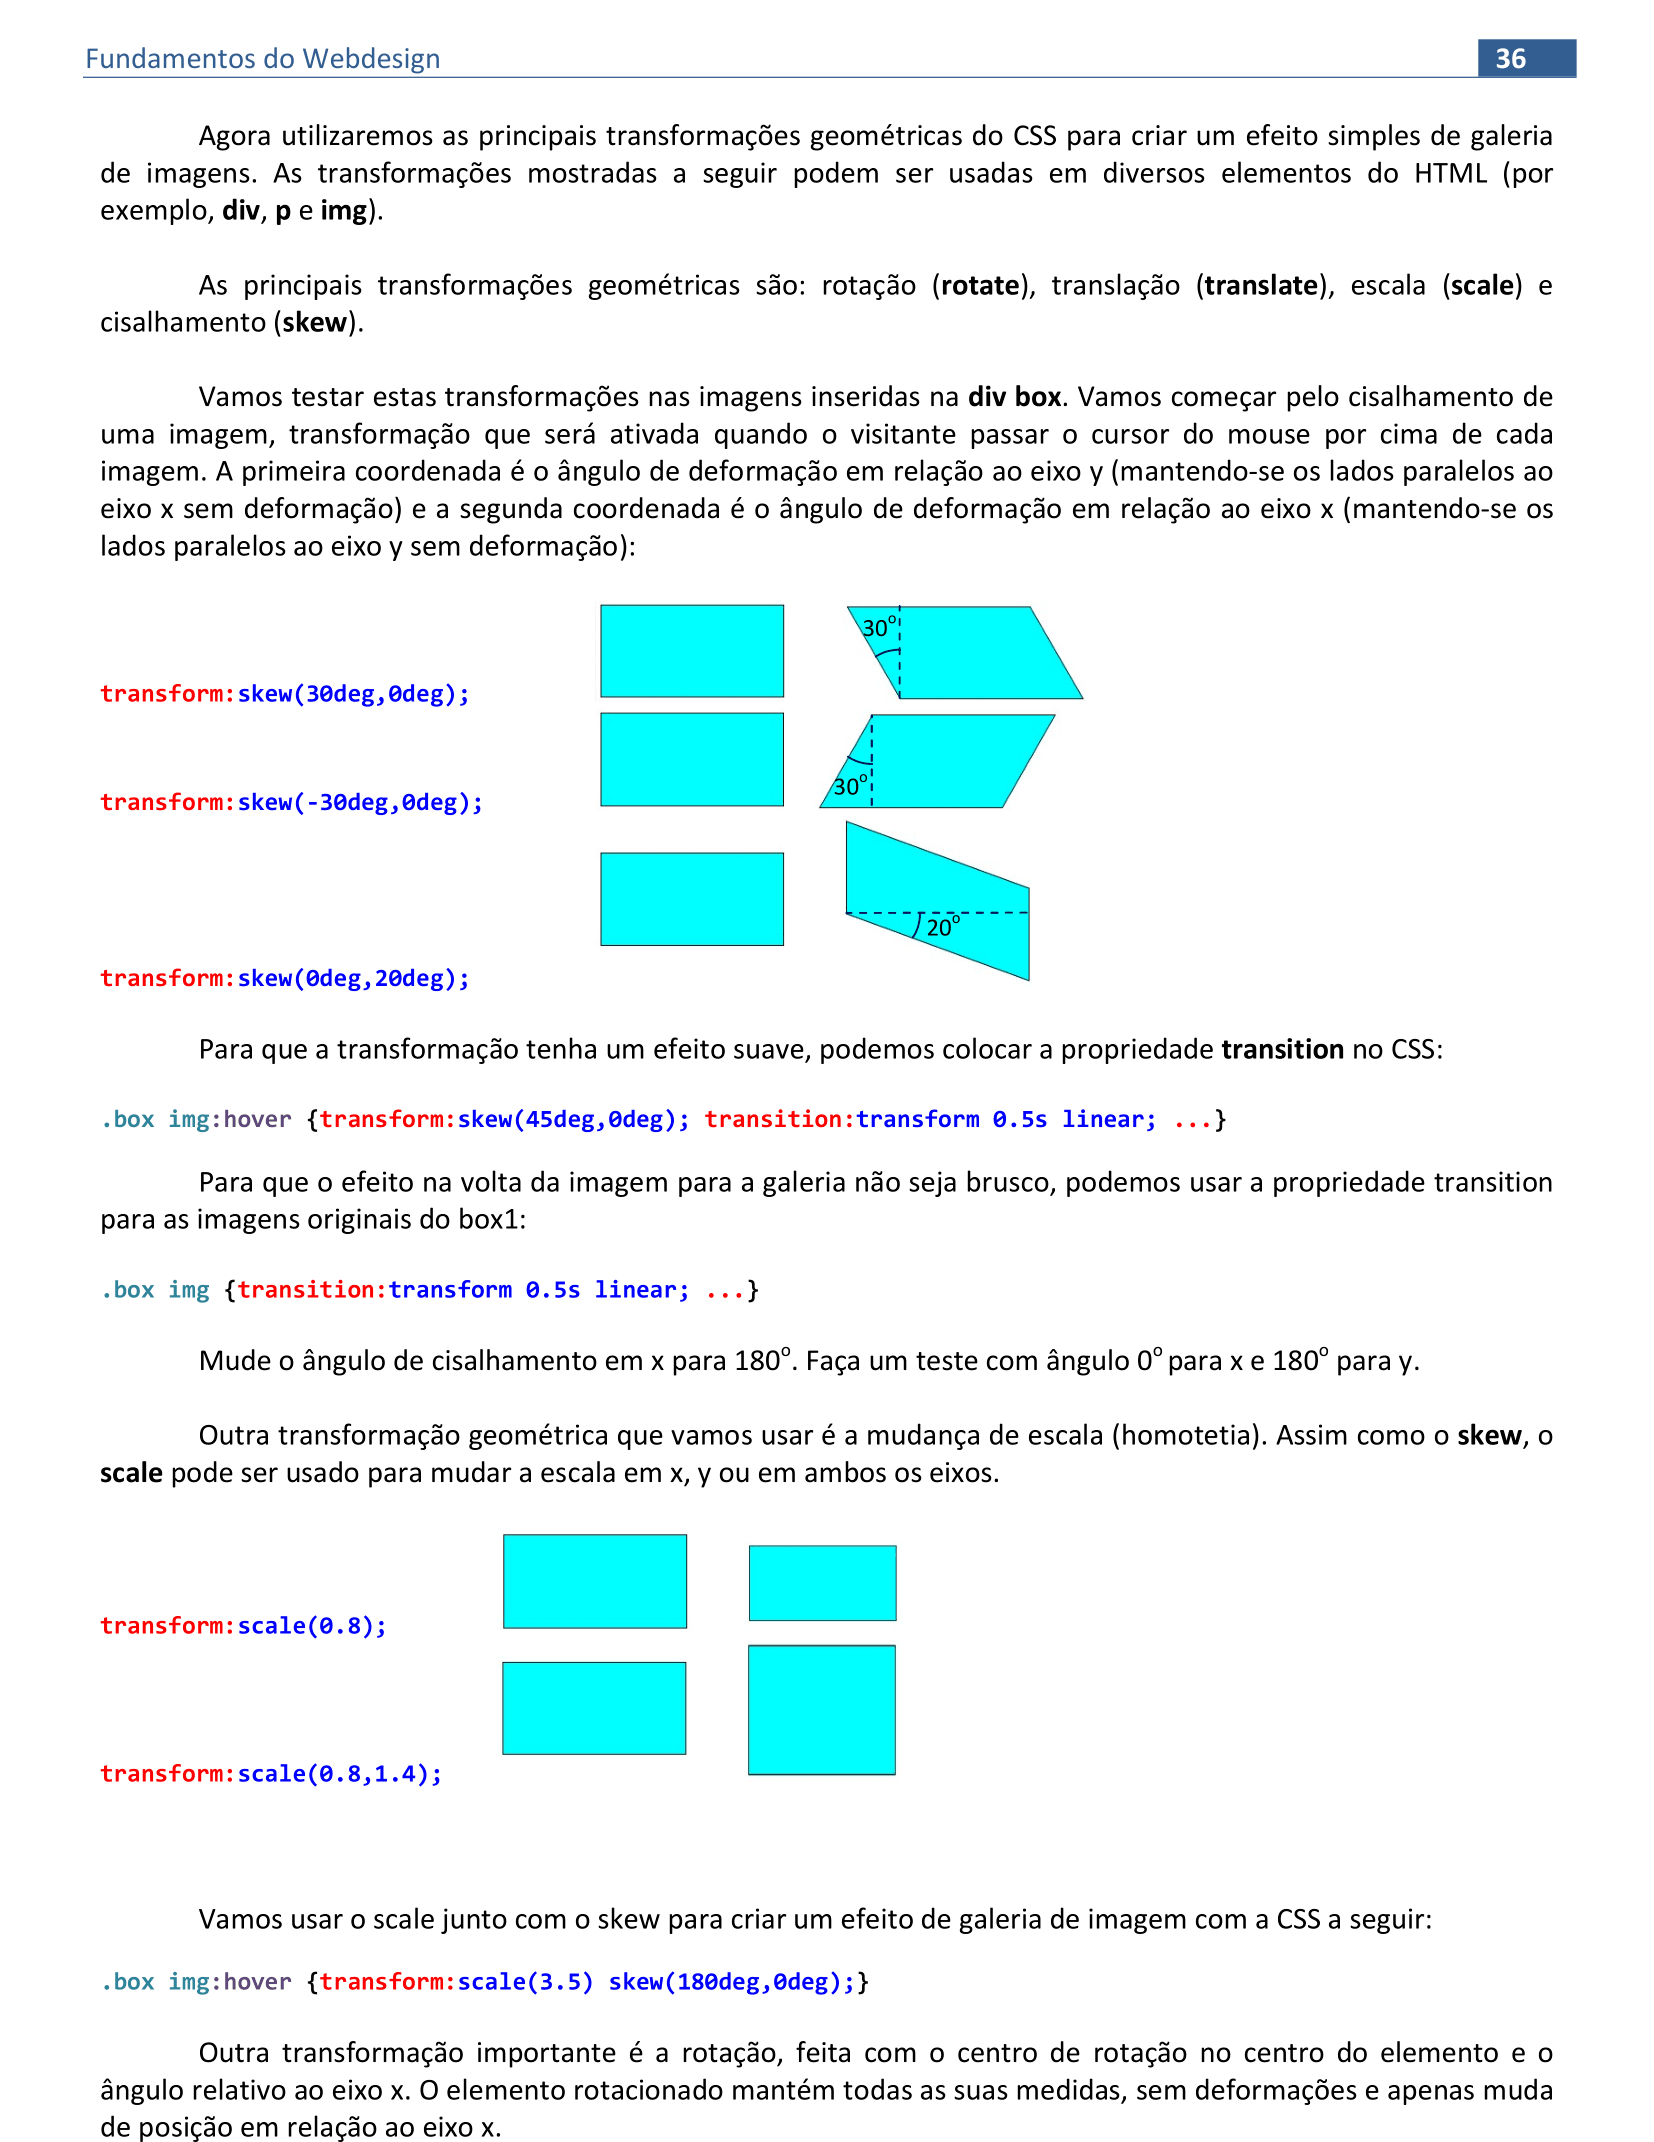 Fundamentos do Webdesign 36
Agora utilizaremos as principais transformações geométricas do CSS para criar um efeito simples de galeria
de imagens. As transformações mostradas a seguir podem ser usadas em diversos elementos do HTML (por
exemplo, div, p e img).
As principais transformações geométricas são: rotação (rotate), translação (translate), escala (scale) e
cisalhamento (skew).
Vamos testar estas transformações nas imagens inseridas na div box. Vamos começar pelo cisalhamento de
uma imagem, transformação que será ativada quando o visitante passar o cursor do mouse por cima de cada
imagem. A primeira coordenada é o ângulo de deformação em relação ao eixo y (mantendo-se os lados paralelos ao
eixo x sem deformação) e a segunda coordenada é o ângulo de deformação em relação ao eixo x (mantendo-se os
lados paralelos ao eixo y sem deformação):
30º
transform:skew(30deg,0deg);
30º
transform:skew(-30deg,0deg);
20º
transform:skew(0deg,20deg);
Para que a transformação tenha um efeito suave, podemos colocar a propriedade transition no CSS:
.box img:hover {transform:skew(45deg,0deg); transition:transform 0.5s linear; ...}
Para que o efeito na volta da imagem para a galeria não seja brusco, podemos usar a propriedade transition
para as imagens originais do box1:
.box img {transition:transform 0.5s linear; ...}
Mude o ângulo de cisalhamento em x para 180º. Faça um teste com ângulo 0º para x e 180º para y.
Outra transformação geométrica que vamos usar é a mudança de escala (homotetia). Assim como o skew, o
scale pode ser usado para mudar a escala em x, y ou em ambos os eixos.
transform:scale(0.8);
transform:scale(0.8,1.4);
Vamos usar o scale junto com o skew para criar um efeito de galeria de imagem com a CSS a seguir:
.box img:hover {transform:scale(3.5) skew(180deg,0deg);}
Outra transformação importante é a rotação, feita com o centro de rotação no centro do elemento e o
ângulo relativo ao eixo x. O elemento rotacionado mantém todas as suas medidas, sem deformações e apenas muda
de posição em relação ao eixo x.